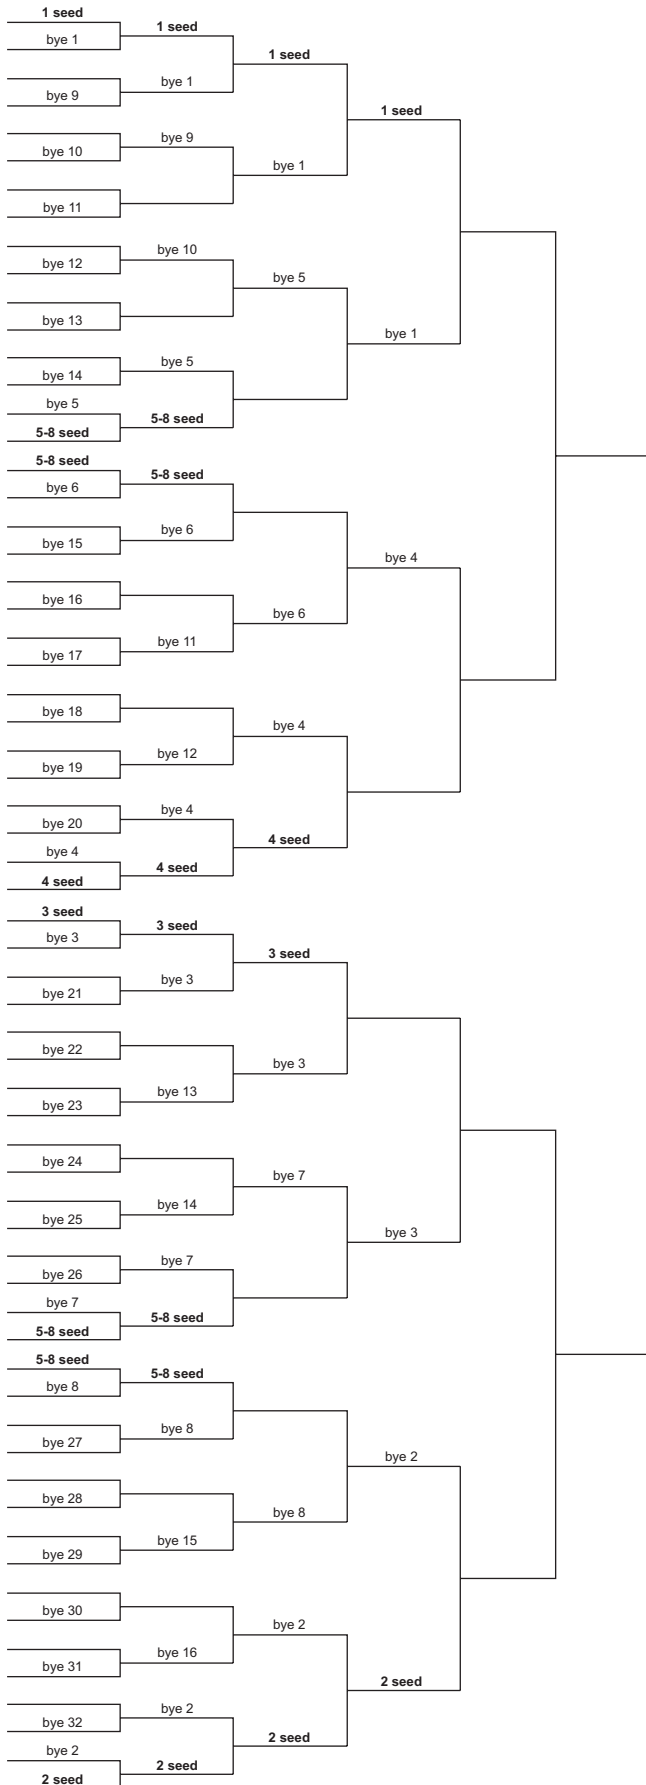 1 seed
bye 1
bye 9
bye 10
bye 11
bye 12
bye 13
bye 14
bye 5
5-8 seed
5-8 seed
bye 6
bye 15
bye 16
bye 17
bye 18
bye 19
bye 20
bye 4
4 seed
3 seed
bye 3
bye 21
bye 22
bye 23
bye 24
bye 25
bye 26
bye 7
5-8 seed
5-8 seed
bye 8
bye 27
bye 28
bye 29
bye 30
bye 31
bye 32
bye 2
2 seed
1 seed
bye 1
bye 9
bye 10
bye 5
5-8 seed
5-8 seed
bye 6
bye 11
bye 12
bye 4
4 seed
3 seed
bye 3
bye 13
bye 14
bye 7
5-8 seed
5-8 seed
bye 8
bye 15
bye 16
bye 2
2 seed
1 seed
bye 1
bye 5
bye 6
bye 4
4 seed
3 seed
bye 3
bye 7
bye 8
bye 2
2 seed
1 seed
bye 1
bye 4
bye 3
bye 2
2 seed